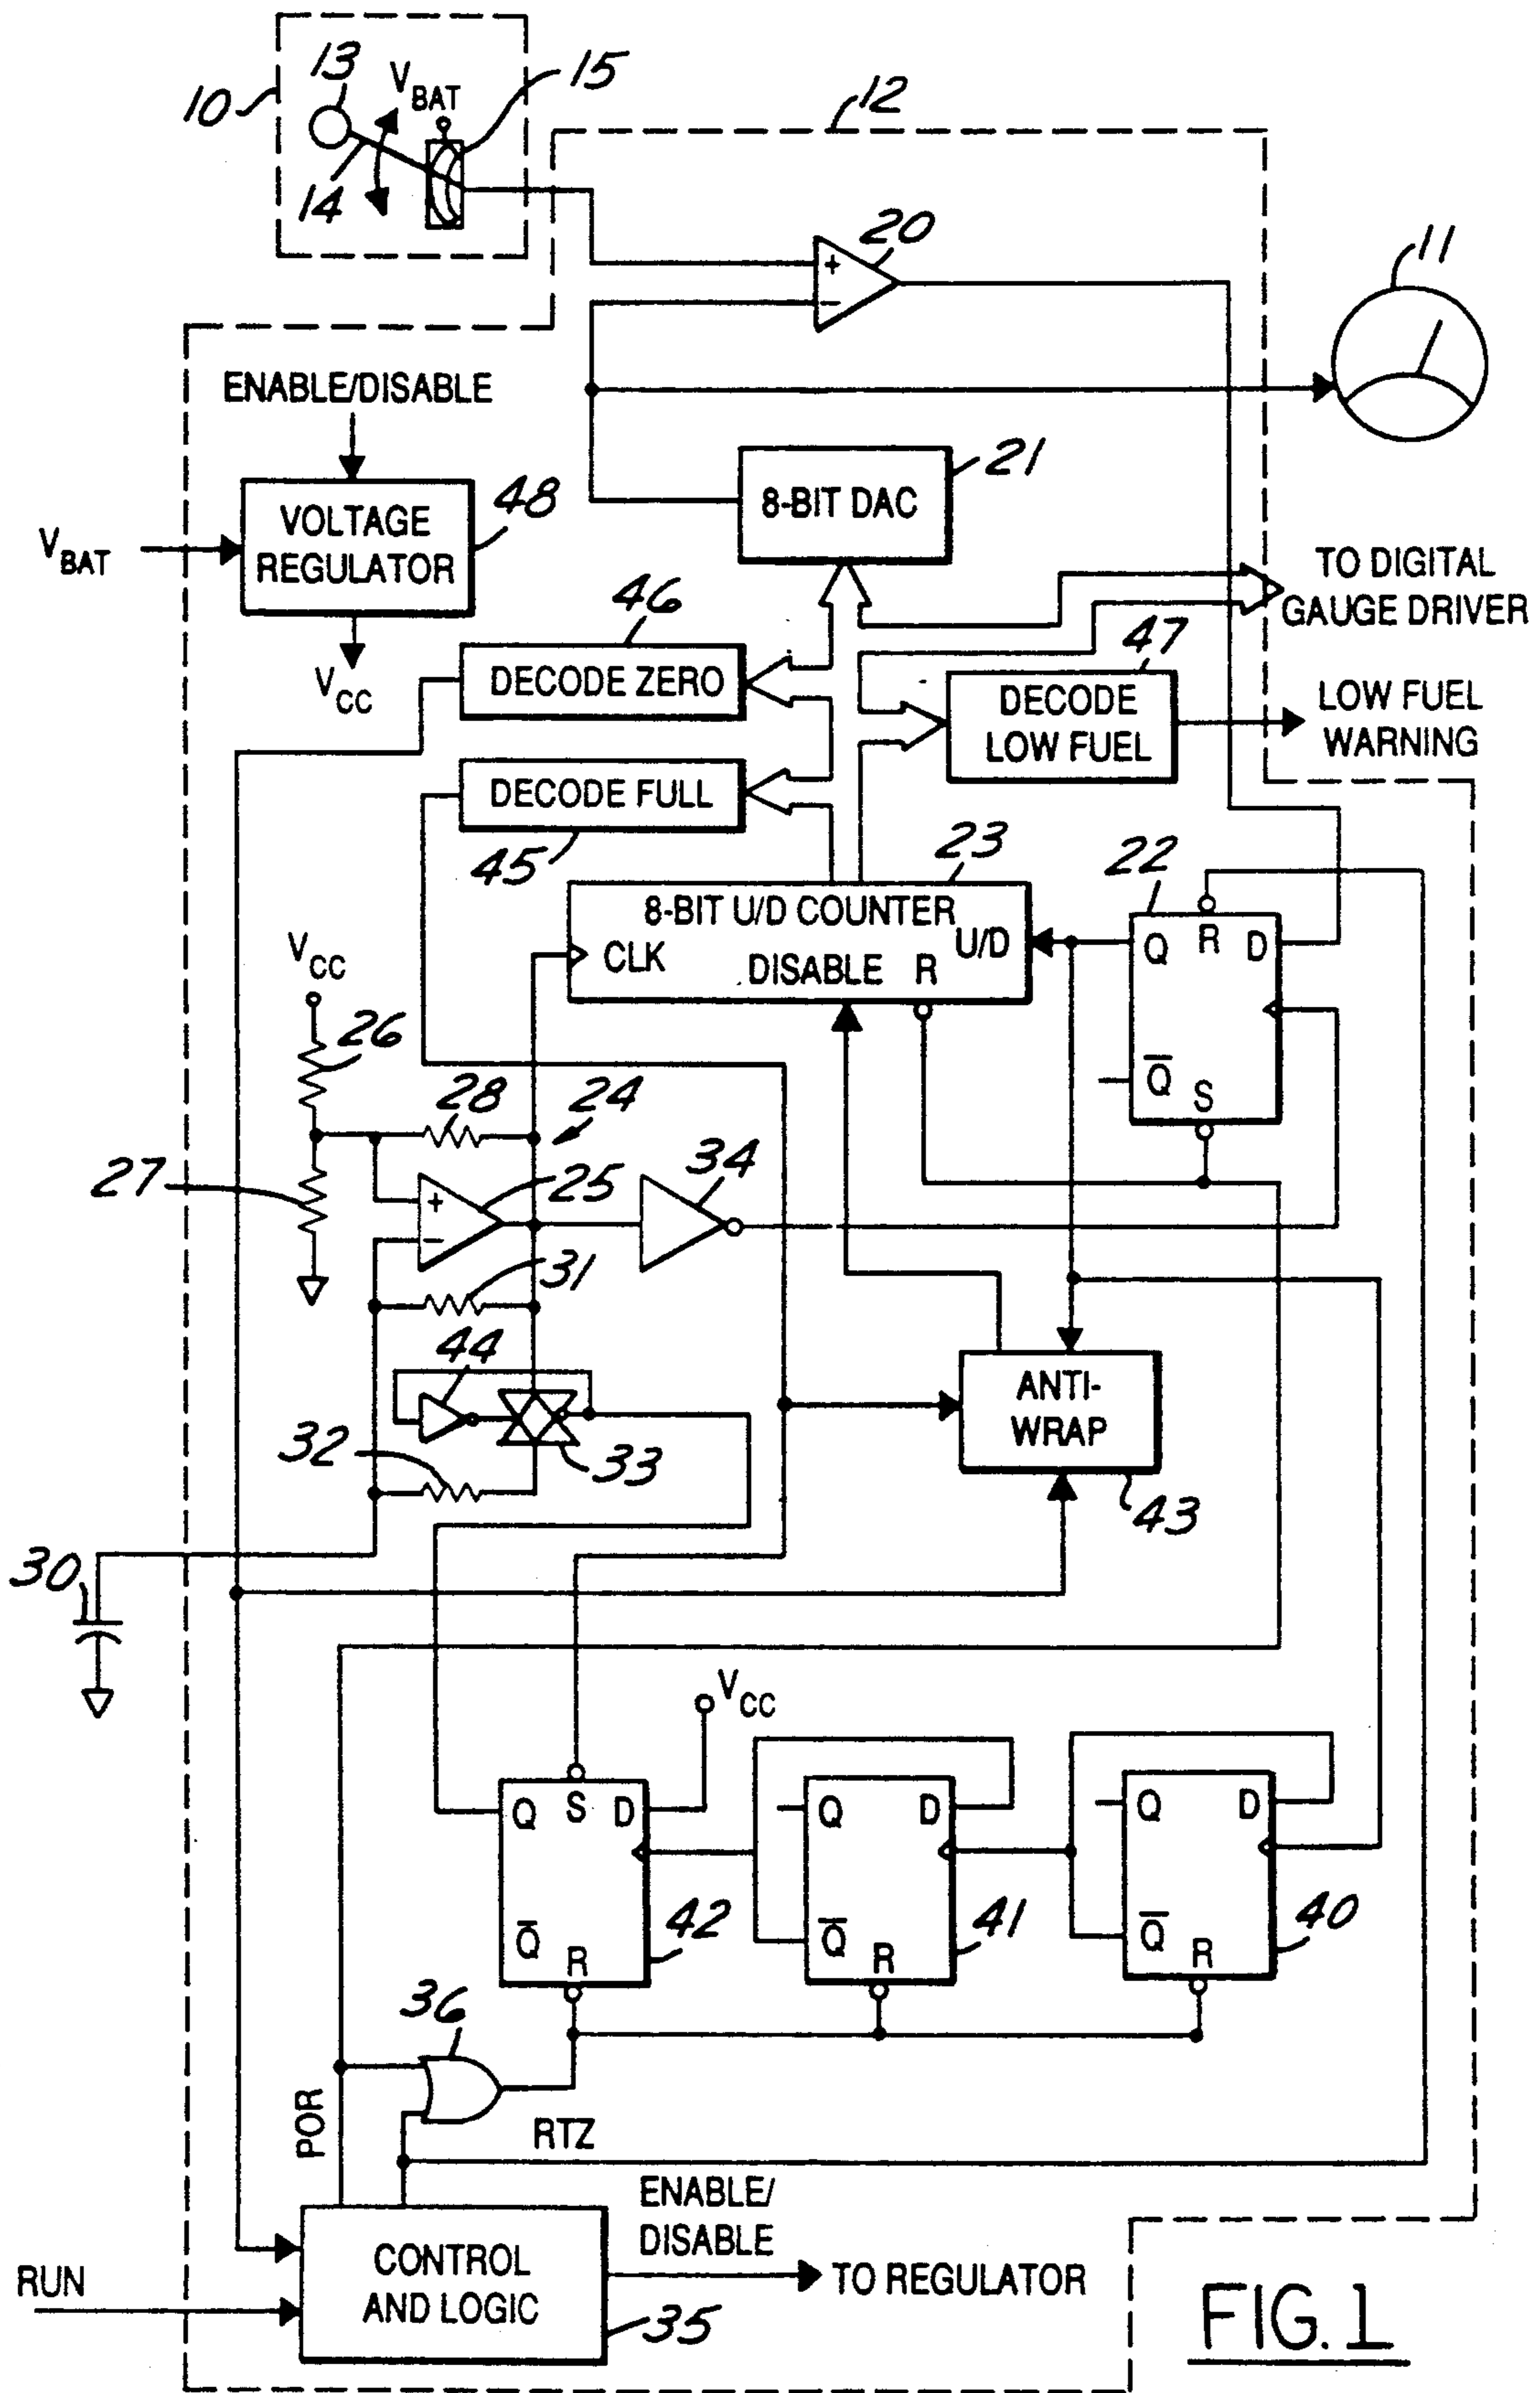 10
13
V_BAT
15
14
12
20
+
−
11
ENABLE/DISABLE
21
8-BIT DAC
VOLTAGE
REGULATOR
48
V_BAT
V_CC
TO DIGITAL
GAUGE DRIVER
46
DECODE ZERO
47
DECODE
LOW FUEL
LOW FUEL
WARNING
DECODE FULL
45
23
8-BIT U/D COUNTER
CLK
DISABLE
R
U/D
22
Q
R
D
Q̅
S
V_CC
26
28
24
27
+
−
25
34
31
44
33
32
ANTI-
WRAP
43
30
V_CC
Q
S
D
Q̅
R
42
Q
D
Q̅
R
41
Q
D
Q̅
R
40
36
POR
RTZ
ENABLE/
DISABLE
TO REGULATOR
RUN
CONTROL
AND LOGIC
35
FIG. 1